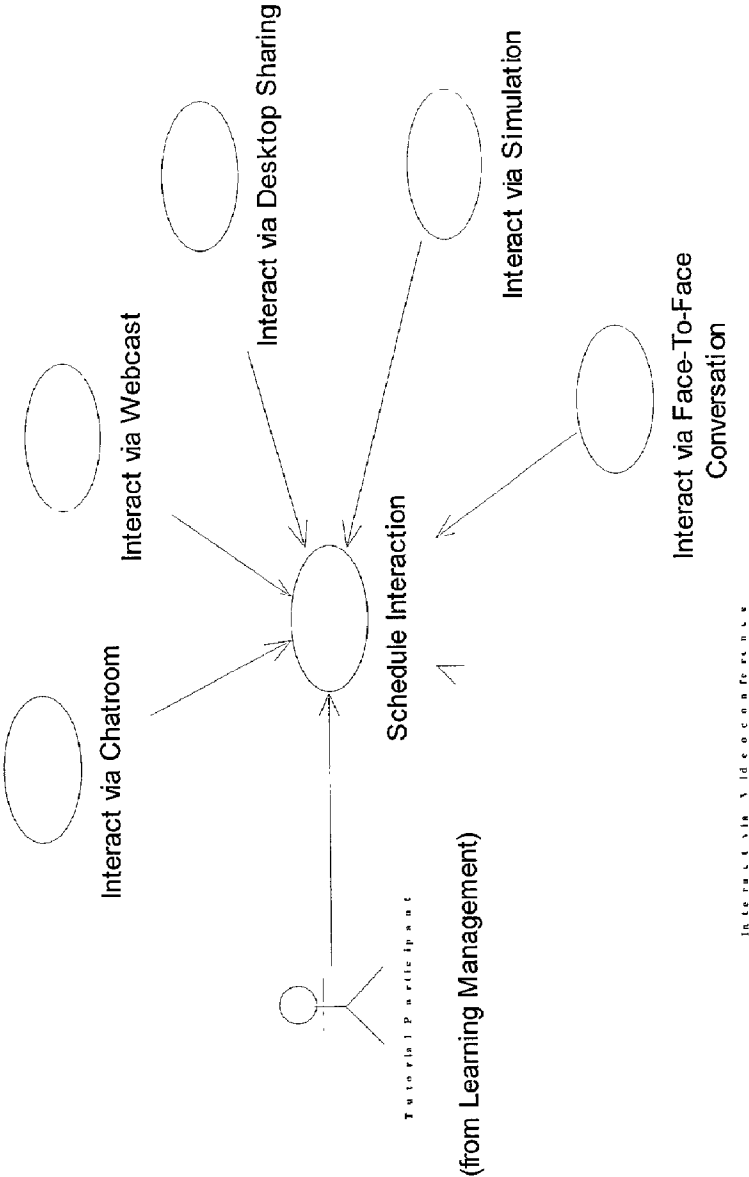 Interact via Chatroom
Interact via Webcast
Interact via Desktop Sharing
Interact via Simulation
Interact via Face-To-Face
Conversation
Schedule Interaction
Tutorial Participant
(from Learning Management)
Interact via Videoconference